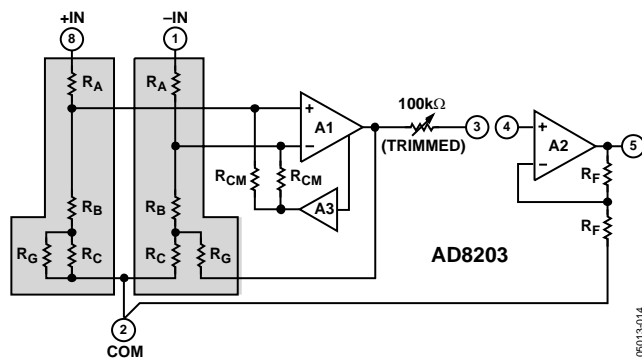 +IN
–IN
8
1
RA
RA
100kΩ
+
A1
–
3
4
+
A2
–
5
(TRIMMED)
RF
RCM
RCM
A3
RB
RB
RF
RG
RC
RC
RG
AD8203
2
COM
05013-014